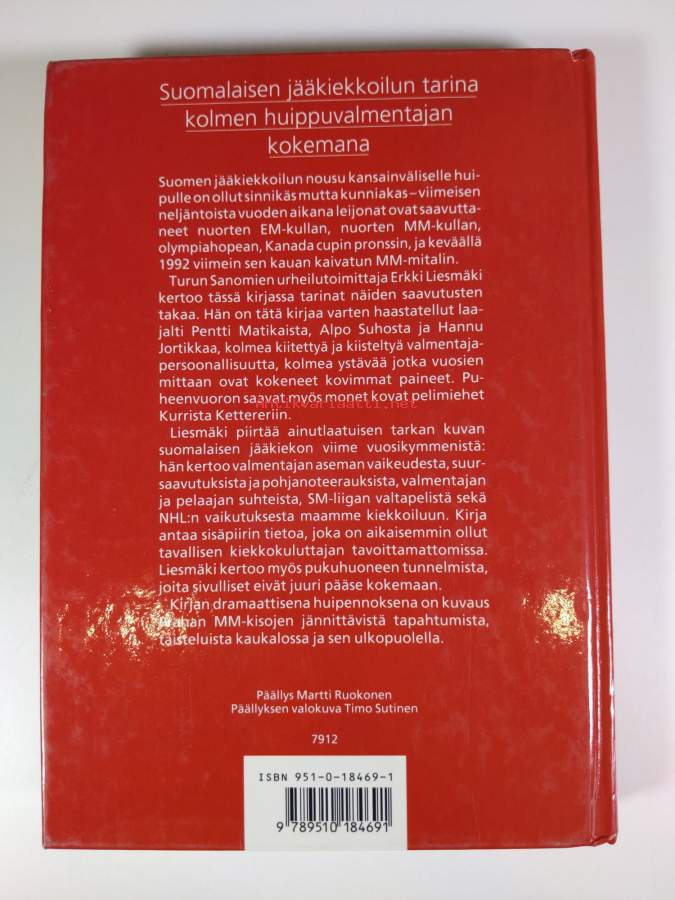 Suomalaisen jääkiekkoilun tarina
kolmen huippuvalmentajan
kokemana
Suomen jääkiekkoilun nousu kansainväliselle hui-
pulle on ollut sinnikäs mutta kunniakas – viimeisen
neljäntoista vuoden aikana leijonat ovat saavutta-
neet nuorten EM-kullan, nuorten MM-kullan,
olympiahopean, Kanada cupin pronssin, ja keväällä
1992 viimein sen kauan kaivatun MM-mitalin.
Turun Sanomien urheilutoimittaja Erkki Liesmäki
kertoo tässä kirjassa tarinat näiden saavutusten
takaa. Hän on tätä kirjaa varten haastatellut laa-
jalti Pentti Matikaista, Alpo Suhosta ja Hannu
Jortikkaa, kolmea kiitettyä ja kiisteltyä valmentaja-
persoonallisuutta, kolmea ystävää jotka vuosien
mittaan ovat kokeneet kovimmat paineet. Pu-
heenvuoron saavat myös monet kovat pelimiehet
Antikvariaatti.net
Kurrista Kettereriin.
Liesmäki piirtää ainutlaatuisen tarkan kuvan
suomalaisen jääkiekon viime vuosikymmenistä:
hän kertoo valmentajan aseman vaikeudesta, suur-
saavutuksista ja pohjanoteerauksista, valmentajan
ja pelaajan suhteista, SM-liigan valtapelistä sekä
NHL:n vaikutuksesta maamme kiekkoiluun. Kirja
antaa sisäpiirin tietoa, joka on aikaisemmin ollut
tavallisen kiekkokuluttajan tavoittamattomissa.
Liesmäki kertoo myös pukuhuoneen tunnelmista,
joita sivulliset eivät juuri pääse kokemaan.
Kirjan dramaattisena huipennoksena on kuvaus
Prahan MM-kisojen jännittävistä tapahtumista,
taisteluista kaukalossa ja sen ulkopuolella.
Päällys Martti Ruokonen
Päällyksen valokuva Timo Sutinen
7912
ISBN 951-0-18469-1
9 789510 184691